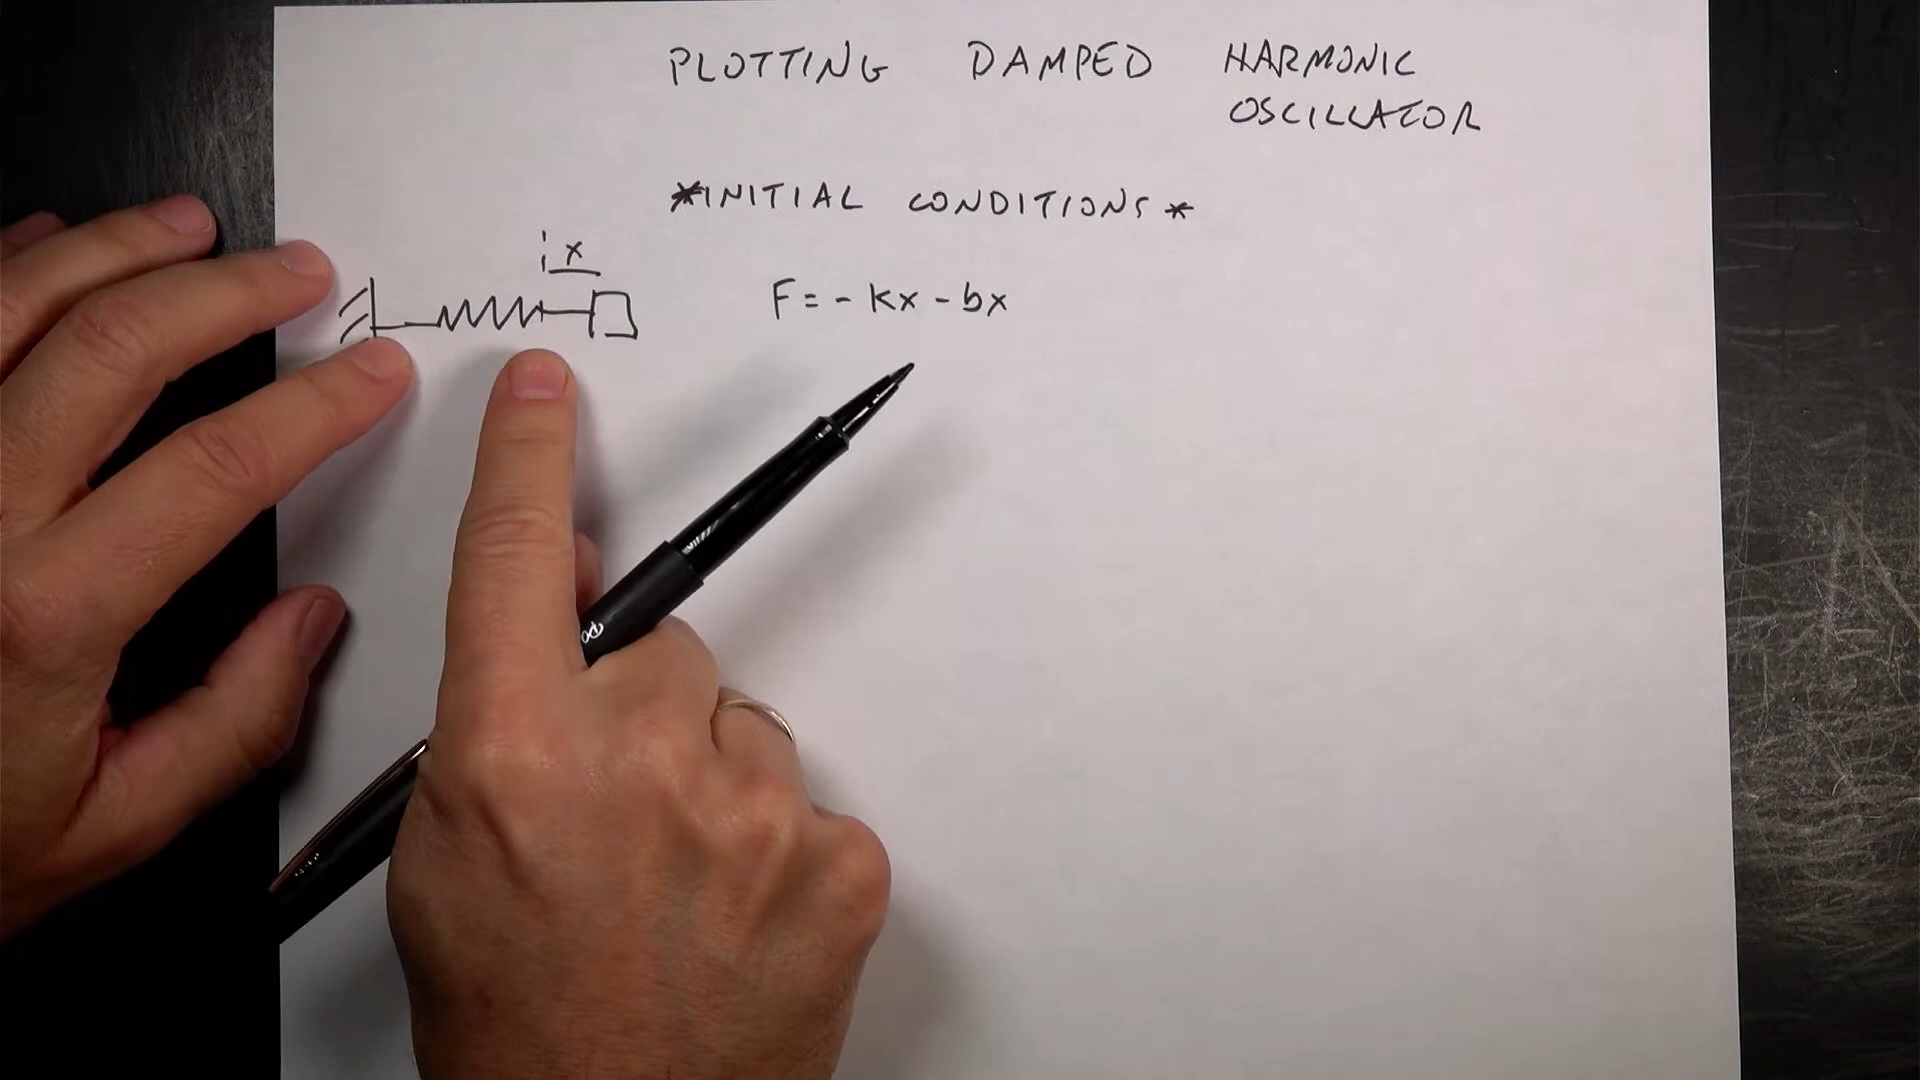 PLOTTING DAMPED HARMONIC
OSCILLATOR
*INITIAL CONDITIONS*
x
F = - kx - bx